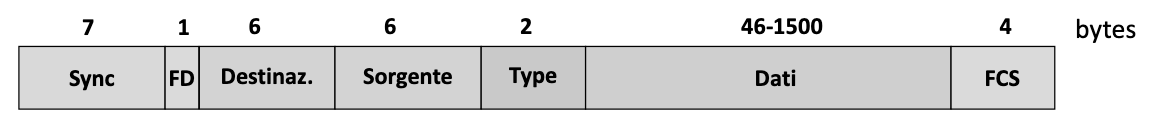 7 1 6 6 2 46-1500 4 bytes
Sync FD Destinaz. Sorgente Type Dati FCS